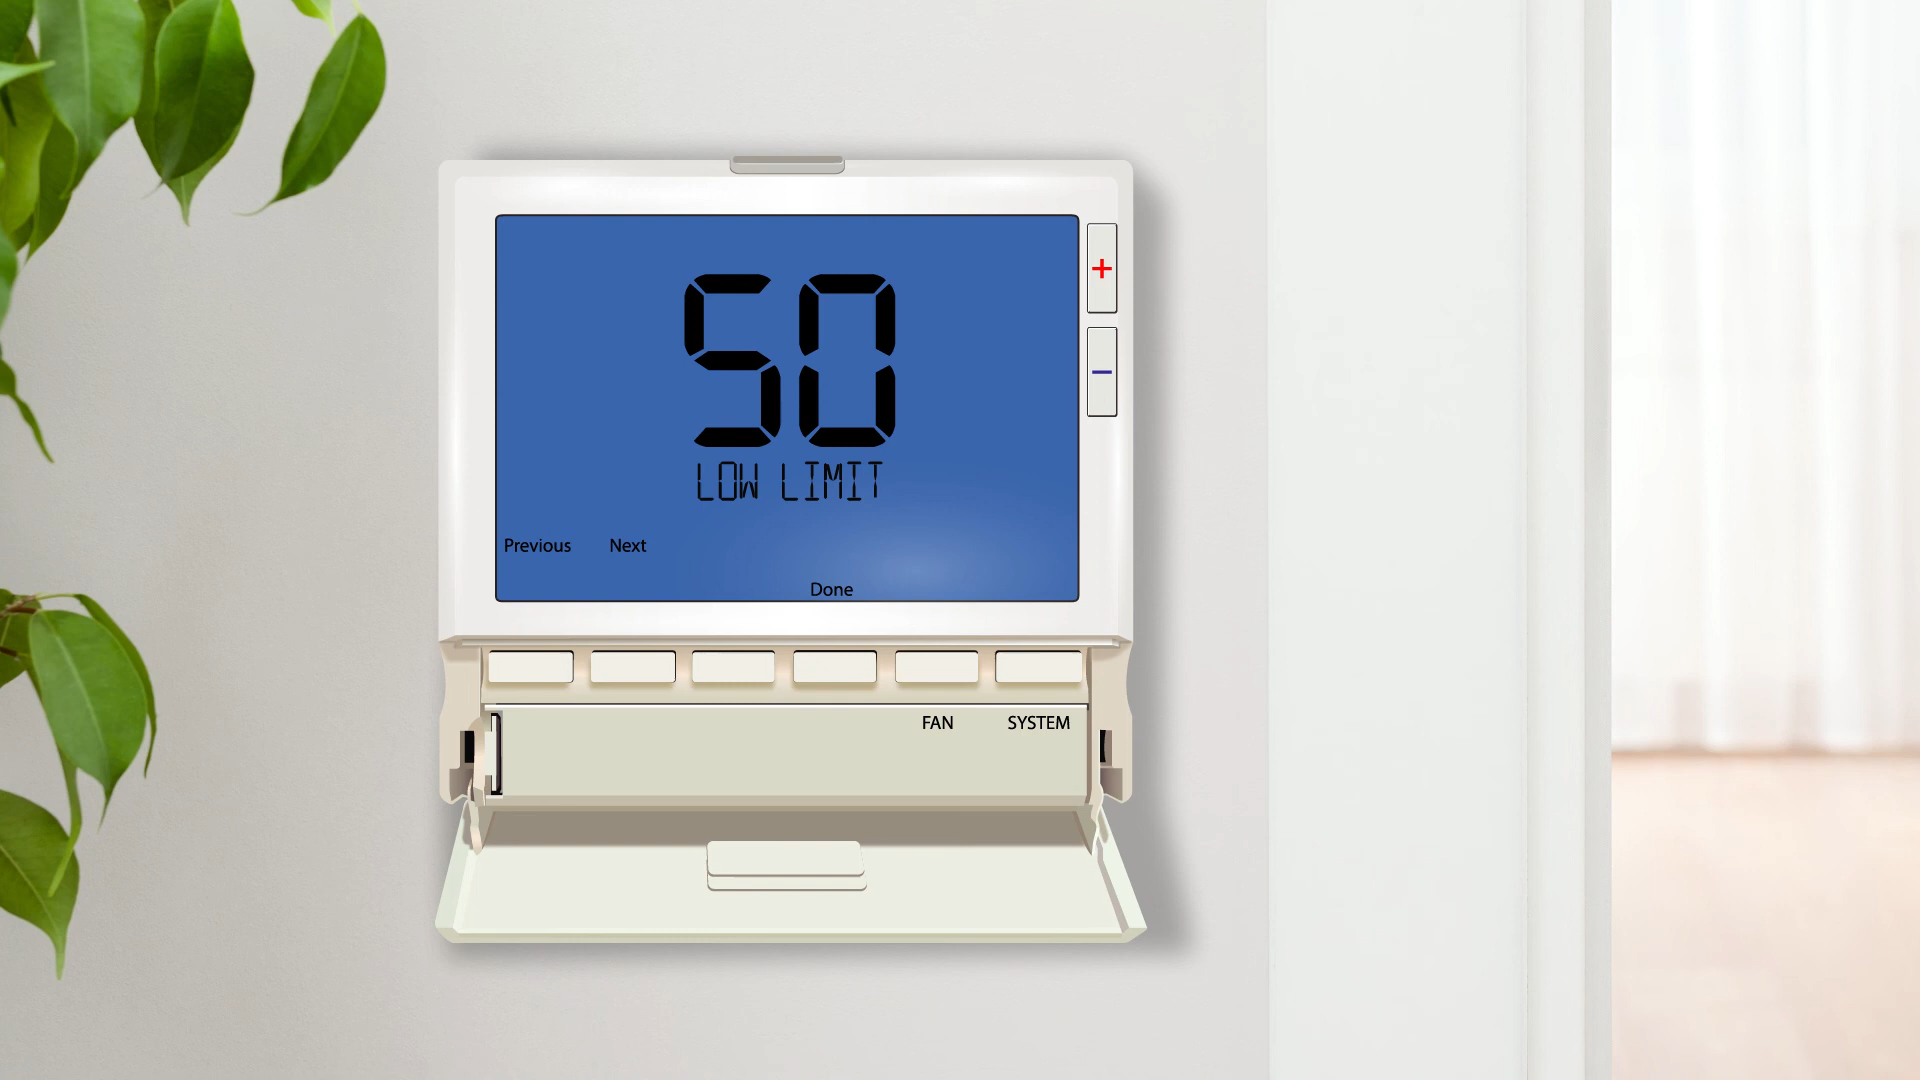 50
LOW LIMIT
+
−
Previous Next
Done
FAN SYSTEM